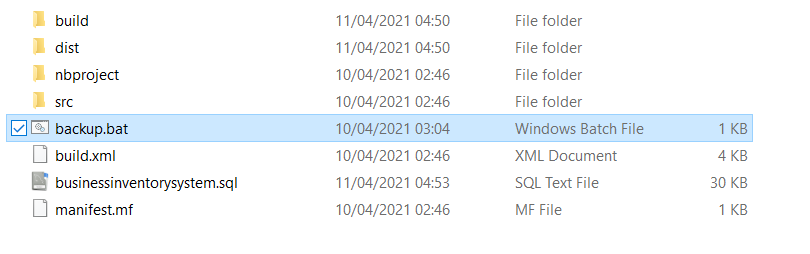 build 11/04/2021 04:50 File folder
dist 11/04/2021 04:50 File folder
nbproject 10/04/2021 02:46 File folder
src 10/04/2021 02:46 File folder
backup.bat 10/04/2021 03:04 Windows Batch File 1 KB
build.xml 10/04/2021 02:46 XML Document 4 KB
businessinventorysystem.sql 11/04/2021 04:53 SQL Text File 30 KB
manifest.mf 10/04/2021 02:46 MF File 1 KB